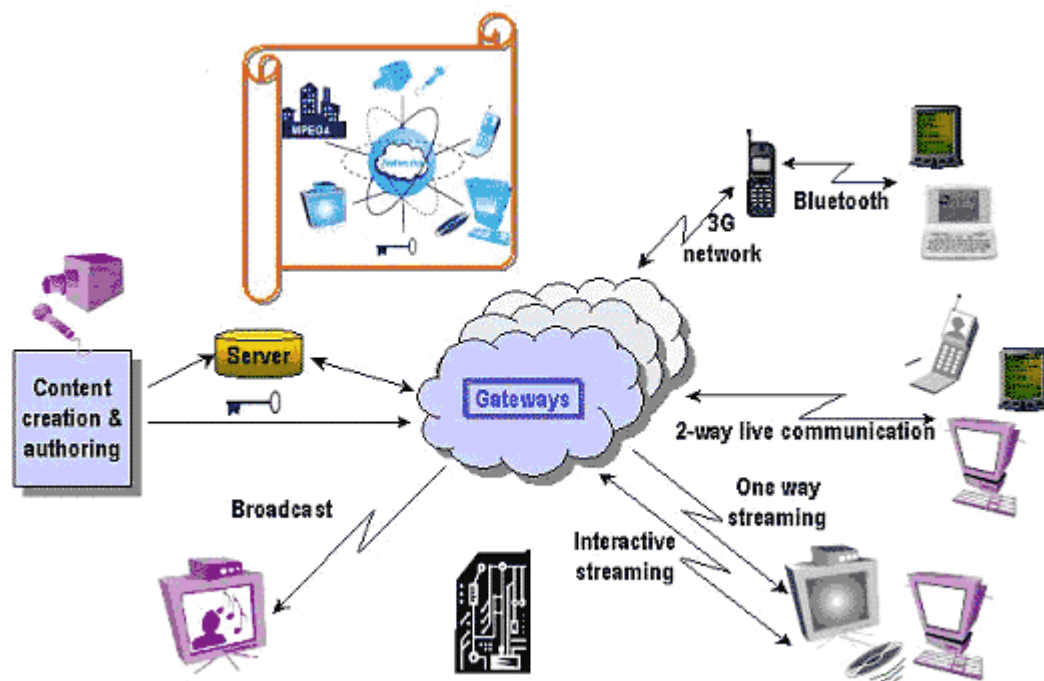 MPEG4
3G
network
Bluetooth
Server
Content
creation &
authoring
Gateways
2-way live communication
Broadcast
One way
streaming
Interactive
streaming